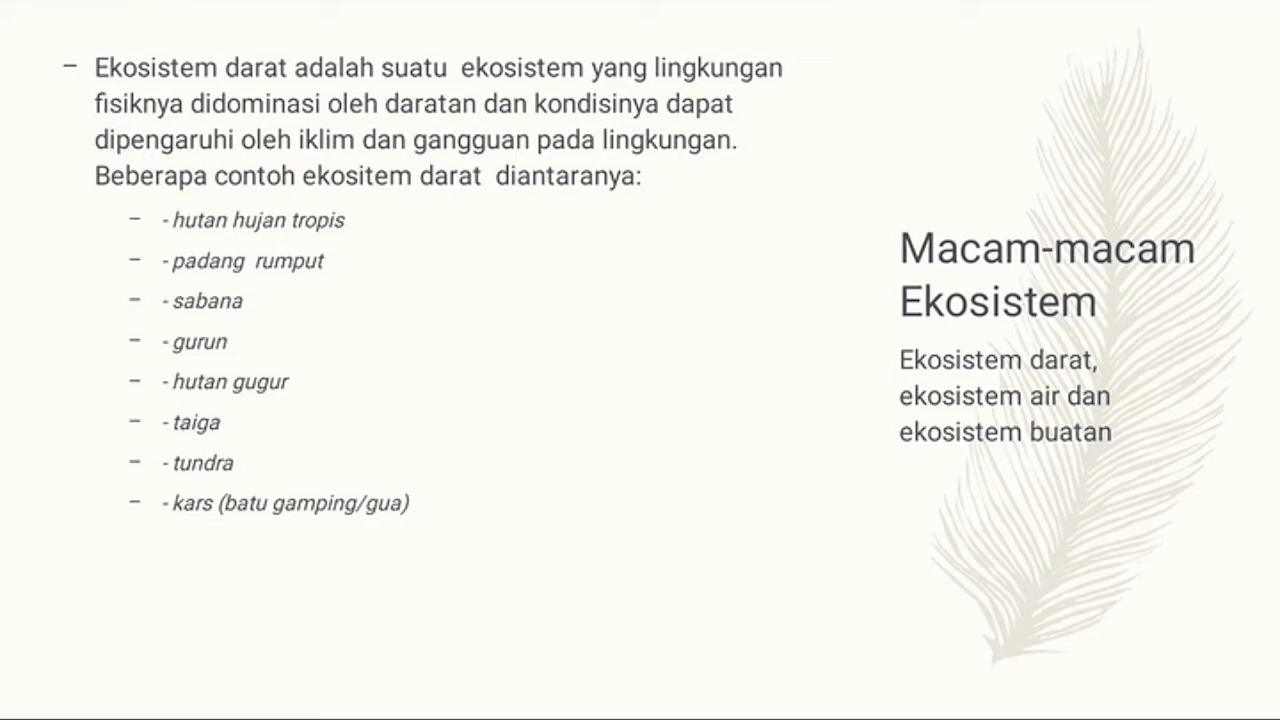 – Ekosistem darat adalah suatu  ekosistem yang lingkungan
fisiknya didominasi oleh daratan dan kondisinya dapat
dipengaruhi oleh iklim dan gangguan pada lingkungan.
Beberapa contoh ekositem darat  diantaranya:
– - hutan hujan tropis
– - padang  rumput
– - sabana
– - gurun
– - hutan gugur
– - taiga
– - tundra
– - kars (batu gamping/gua)
Macam-macam
Ekosistem
Ekosistem darat,
ekosistem air dan
ekosistem buatan